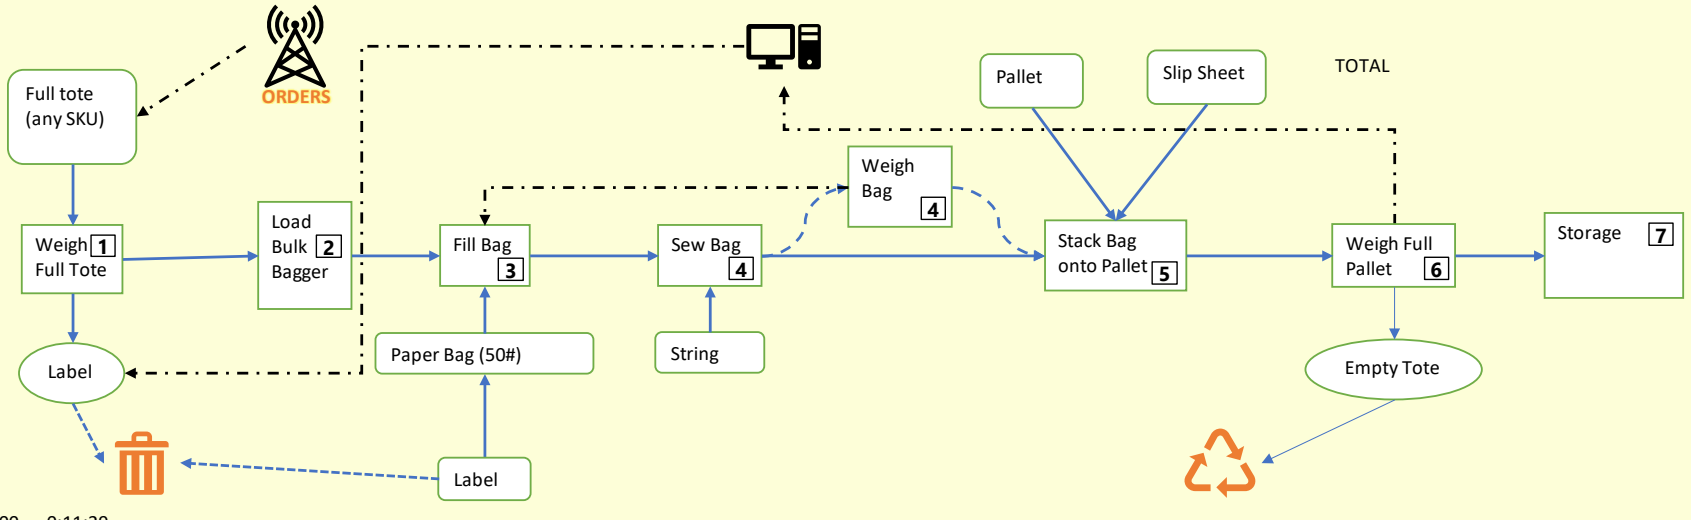 ORDERS
Full tote
(any SKU)
Pallet
Slip Sheet
TOTAL
Weigh 1
Full Tote
Load
Bulk 2
Bagger
Fill Bag
3
Sew Bag
4
Weigh
Bag
4
Stack Bag
onto Pallet 5
Weigh Full
Pallet 6
Storage 7
Label
Paper Bag (50#)
String
Empty Tote
Label